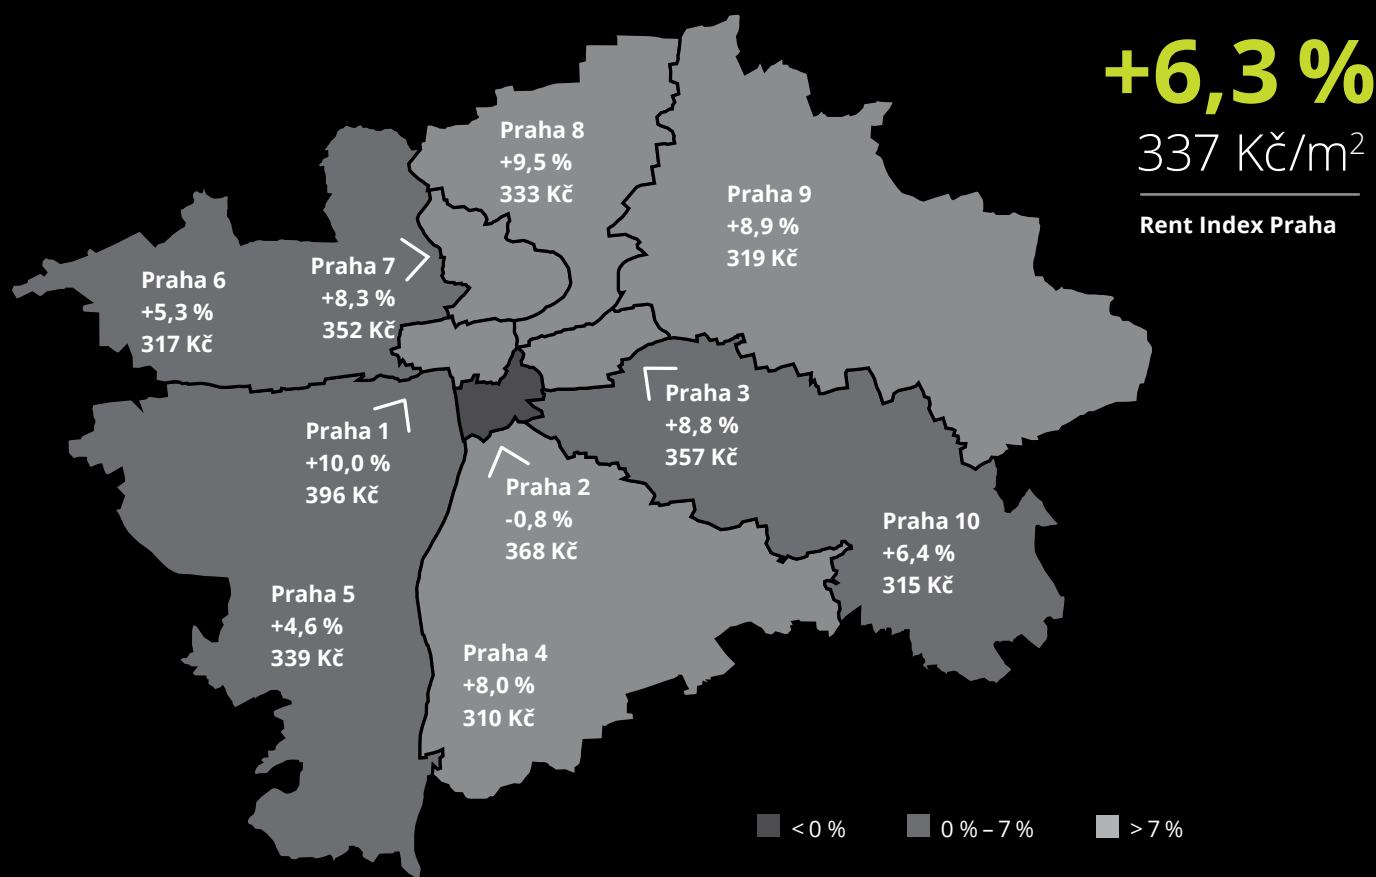 +6,3 %
337 Kč/m²
Rent Index Praha
Praha 8
+9,5 %
333 Kč
Praha 9
+8,9 %
319 Kč
Praha 6
+5,3 %
317 Kč
Praha 7
+8,3 %
352 Kč
Praha 3
+8,8 %
357 Kč
Praha 1
+10,0 %
396 Kč
Praha 2
-0,8 %
368 Kč
Praha 10
+6,4 %
315 Kč
Praha 5
+4,6 %
339 Kč
Praha 4
+8,0 %
310 Kč
< 0 %
0 % – 7 %
> 7 %